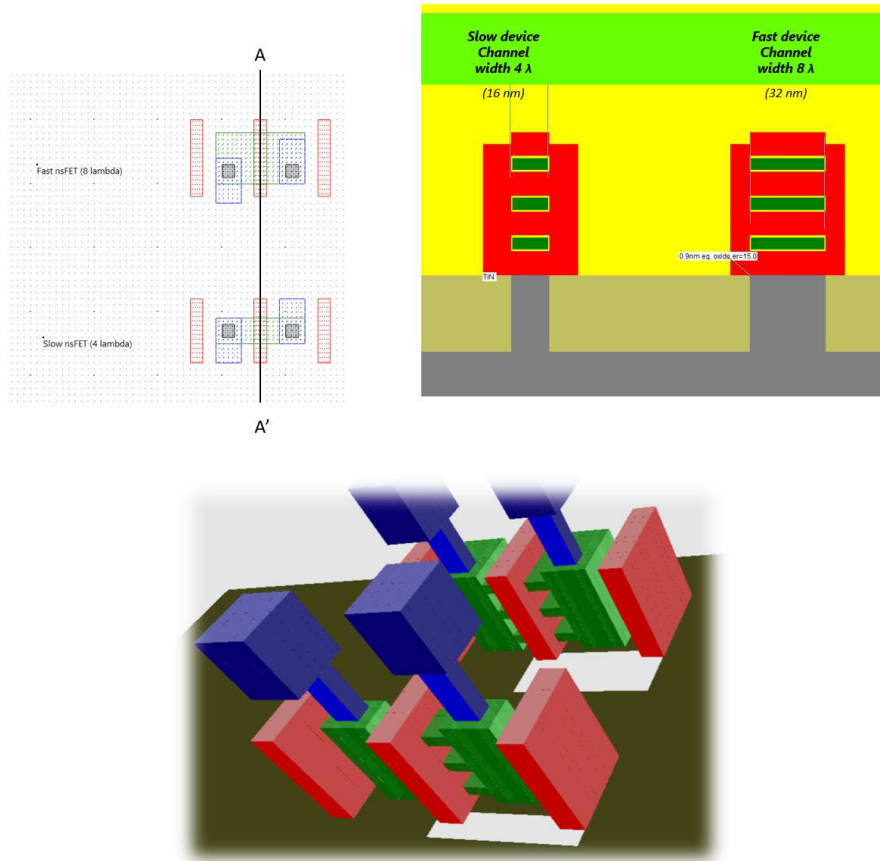 A
Fast nsFET (8 lambda)
Slow nsFET (4 lambda)
A'
Slow device
Channel
width 4 λ
(16 nm)
Fast device
Channel
width 8 λ
(32 nm)
0.9nm eq. oxide er=15.0
TiN